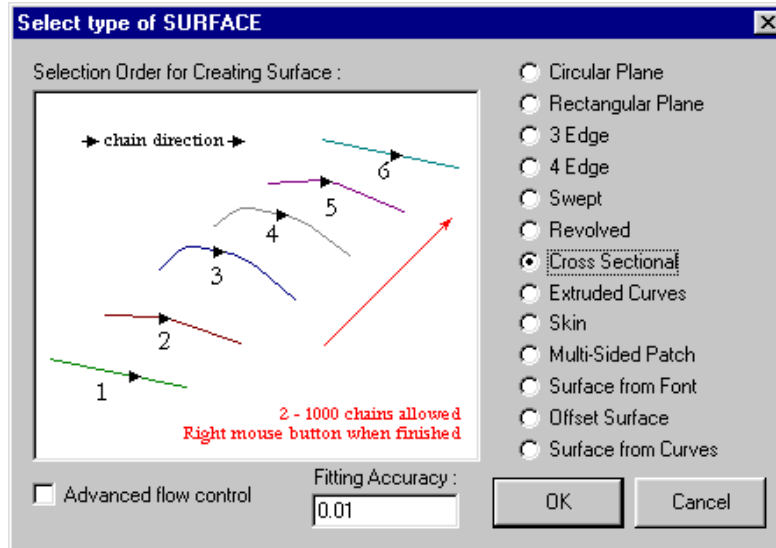 Select type of SURFACE
Selection Order for Creating Surface :
chain direction
1
2
3
4
5
6
2 - 1000 chains allowed
Right mouse button when finished
Advanced flow control
Fitting Accuracy :
0.01
Circular Plane
Rectangular Plane
3 Edge
4 Edge
Swept
Revolved
Cross Sectional
Extruded Curves
Skin
Multi-Sided Patch
Surface from Font
Offset Surface
Surface from Curves
OK
Cancel